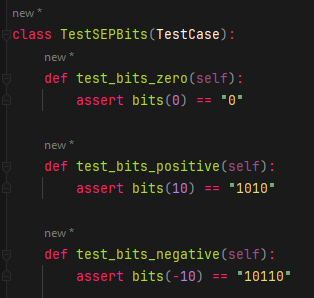 new *
class TestSEPBits(TestCase):
new *
def test_bits_zero(self):
assert bits(0) == "0"
new *
def test_bits_positive(self):
assert bits(10) == "1010"
new *
def test_bits_negative(self):
assert bits(-10) == "10110"